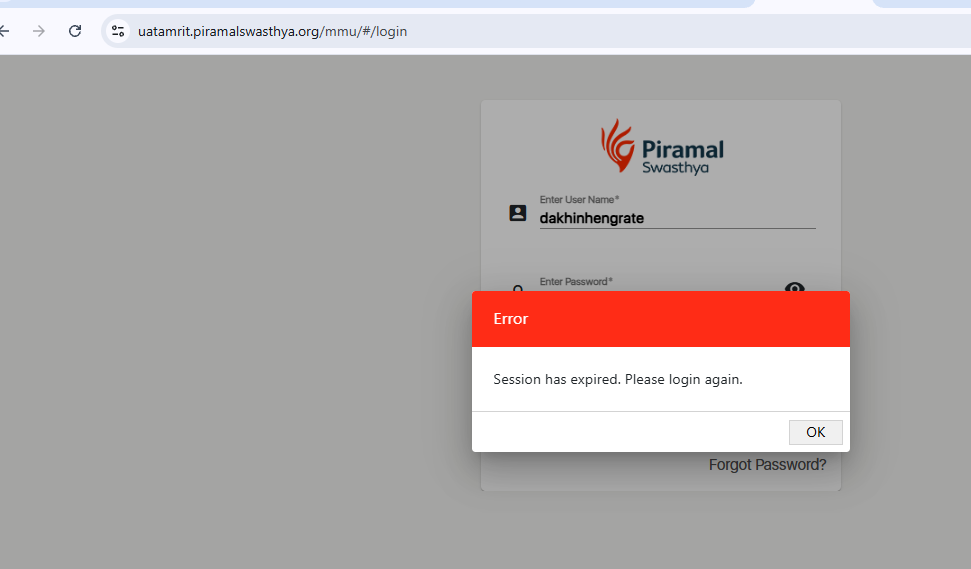 uatamrit.piramalswasthya.org/mmu/#/login
Piramal
Swasthya
Enter User Name*
dakhinhengrate
Enter Password*
Error
Session has expired. Please login again.
OK
Forgot Password?